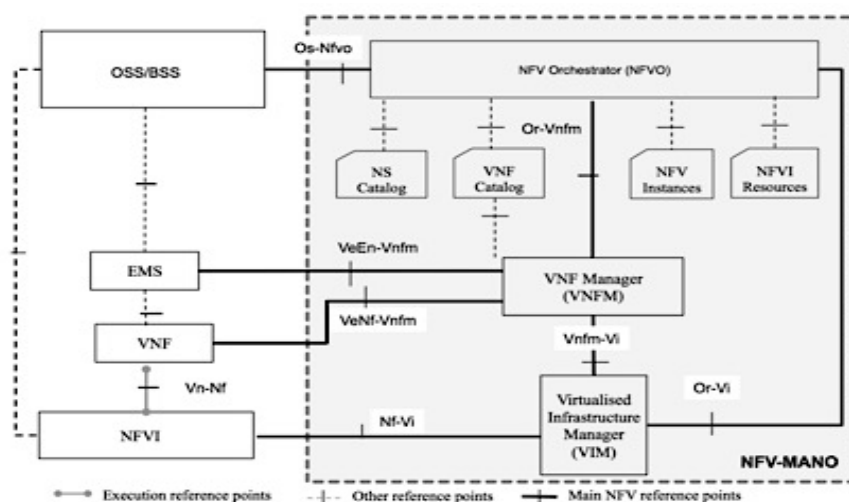 Os-Nfvo
OSS/BSS
NFV Orchestrator (NFVO)
Or-Vnfm
NS
Catalog
VNF
Catalog
NFV
Instances
NFVI
Resources
VeEn-Vnfm
EMS
VNF Manager
(VNFM)
VeNf-Vnfm
VNF
Vnfm-Vi
Vn-Nf
Or-Vi
Virtualised
Infrastructure
Manager
(VIM)
Nf-Vi
NFVI
NFV-MANO
Execution reference points
Other reference points
Main NFV reference points